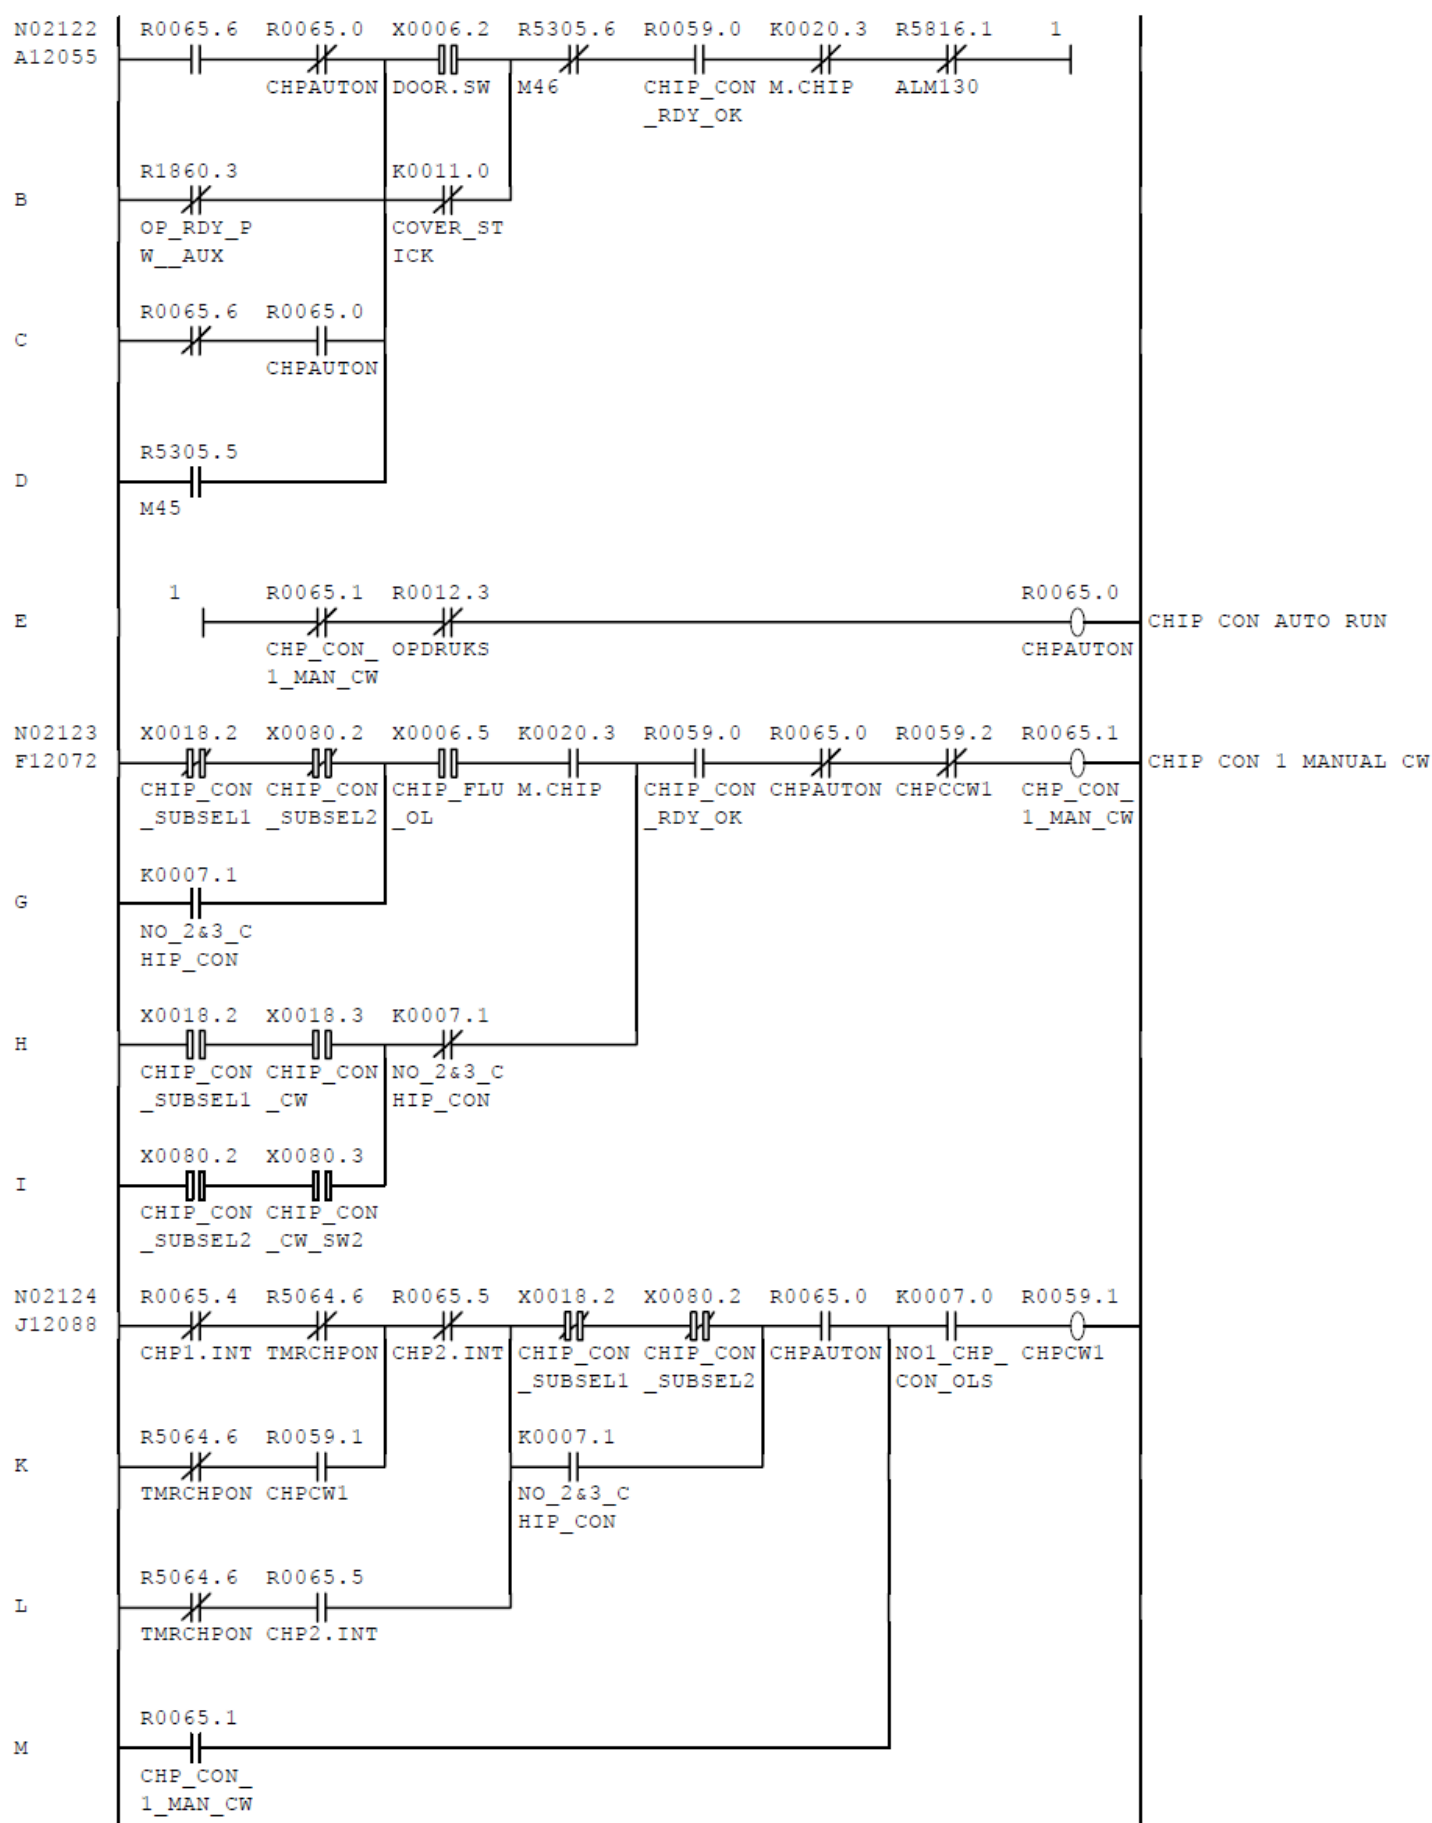 N02122 R0065.6 R0065.0 X0006.2 R5305.6 R0059.0 K0020.3 R5816.1 1
A12055
CHPAUTON DOOR.SW M46 CHIP_CON M.CHIP ALM130
_RDY_OK
R1860.3 K0011.0
B
OP_RDY_P COVER_ST
W__AUX ICK
R0065.6 R0065.0
C
CHPAUTON
R5305.5
D
M45
1 R0065.1 R0012.3 R0065.0
E CHIP CON AUTO RUN
CHP_CON_ OPDRUKS CHPAUTON
1_MAN_CW
N02123 X0018.2 X0080.2 X0006.5 K0020.3 R0059.0 R0065.0 R0059.2 R0065.1
F12072 CHIP CON 1 MANUAL CW
CHIP_CON CHIP_CON CHIP_FLU M.CHIP CHIP_CON CHPAUTON CHPCCW1 CHP_CON_
_SUBSEL1 _SUBSEL2 _OL _RDY_OK 1_MAN_CW
K0007.1
G
NO_2&3_C
HIP_CON
X0018.2 X0018.3 K0007.1
H
CHIP_CON CHIP_CON NO_2&3_C
_SUBSEL1 _CW HIP_CON
X0080.2 X0080.3
I
CHIP_CON CHIP_CON
_SUBSEL2 _CW_SW2
N02124 R0065.4 R5064.6 R0065.5 X0018.2 X0080.2 R0065.0 K0007.0 R0059.1
J12088
CHP1.INT TMRCHPON CHP2.INT CHIP_CON CHIP_CON CHPAUTON NO1_CHP_ CHPCW1
_SUBSEL1 _SUBSEL2 CON_OLS
R5064.6 R0059.1 K0007.1
K
TMRCHPON CHPCW1 NO_2&3_C
HIP_CON
R5064.6 R0065.5
L
TMRCHPON CHP2.INT
R0065.1
M
CHP_CON_
1_MAN_CW